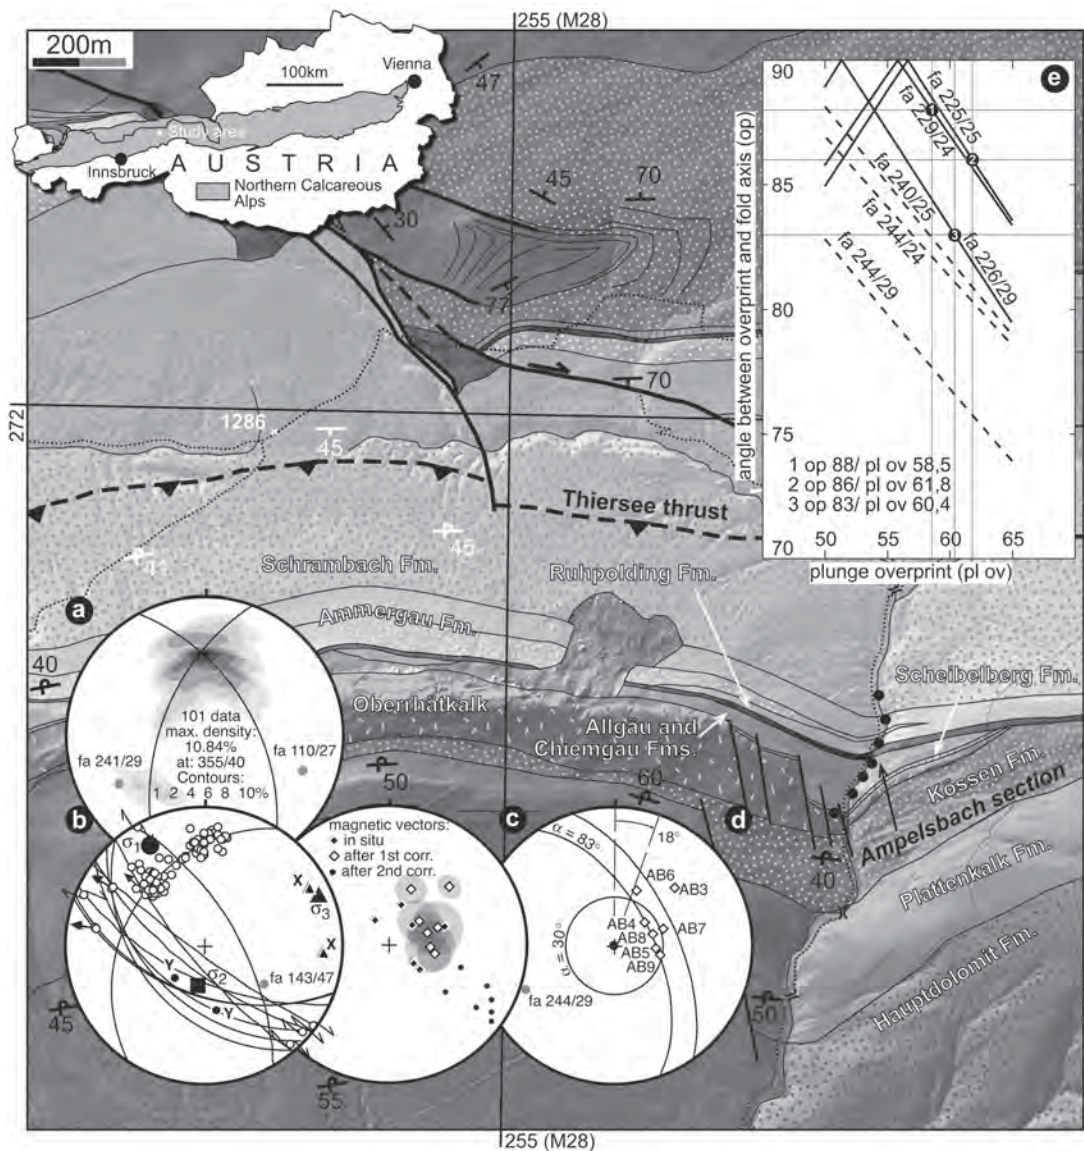 255 (M28)
200m
100km
Vienna
Study area
Innsbruck
AUSTRIA
Northern Calcareous
Alps
47
45
70
30
77
70
272
1286
45
Thiersee thrust
45
41
Schrambach Fm.
Ruhpolding Fm.
Ammergau Fm.
Scheibelberg Fm.
40
Oberrhätkalk
Allgäu and
Chiemgau Fms.
Kössen Fm.
Ampelsbach section
Plattenkalk Fm.
Hauptdolomit Fm.
50
60
40
50
45
55
e
90
85
80
75
70
angle between overprint and fold axis (op)
fa 225/25
fa 229/24
fa 240/25
fa 244/24
fa 226/29
fa 244/29
1
2
3
1 op 88/ pl ov 58,5
2 op 86/ pl ov 61,8
3 op 83/ pl ov 60,4
50 55 60 65
plunge overprint (pl ov)
a
101 data
max. density:
10.84%
at: 355/40
Contours:
1 2 4 6 8 10%
fa 241/29
fa 110/27
b
σ1
X
σ3
X
Y
σ2
Y
fa 143/47
c
magnetic vectors:
in situ
after 1st corr.
after 2nd corr.
d
α = 83°
18°
α = 30°
AB6
AB3
AB4
AB7
AB8
AB5
AB9
fa 244/29
255 (M28)